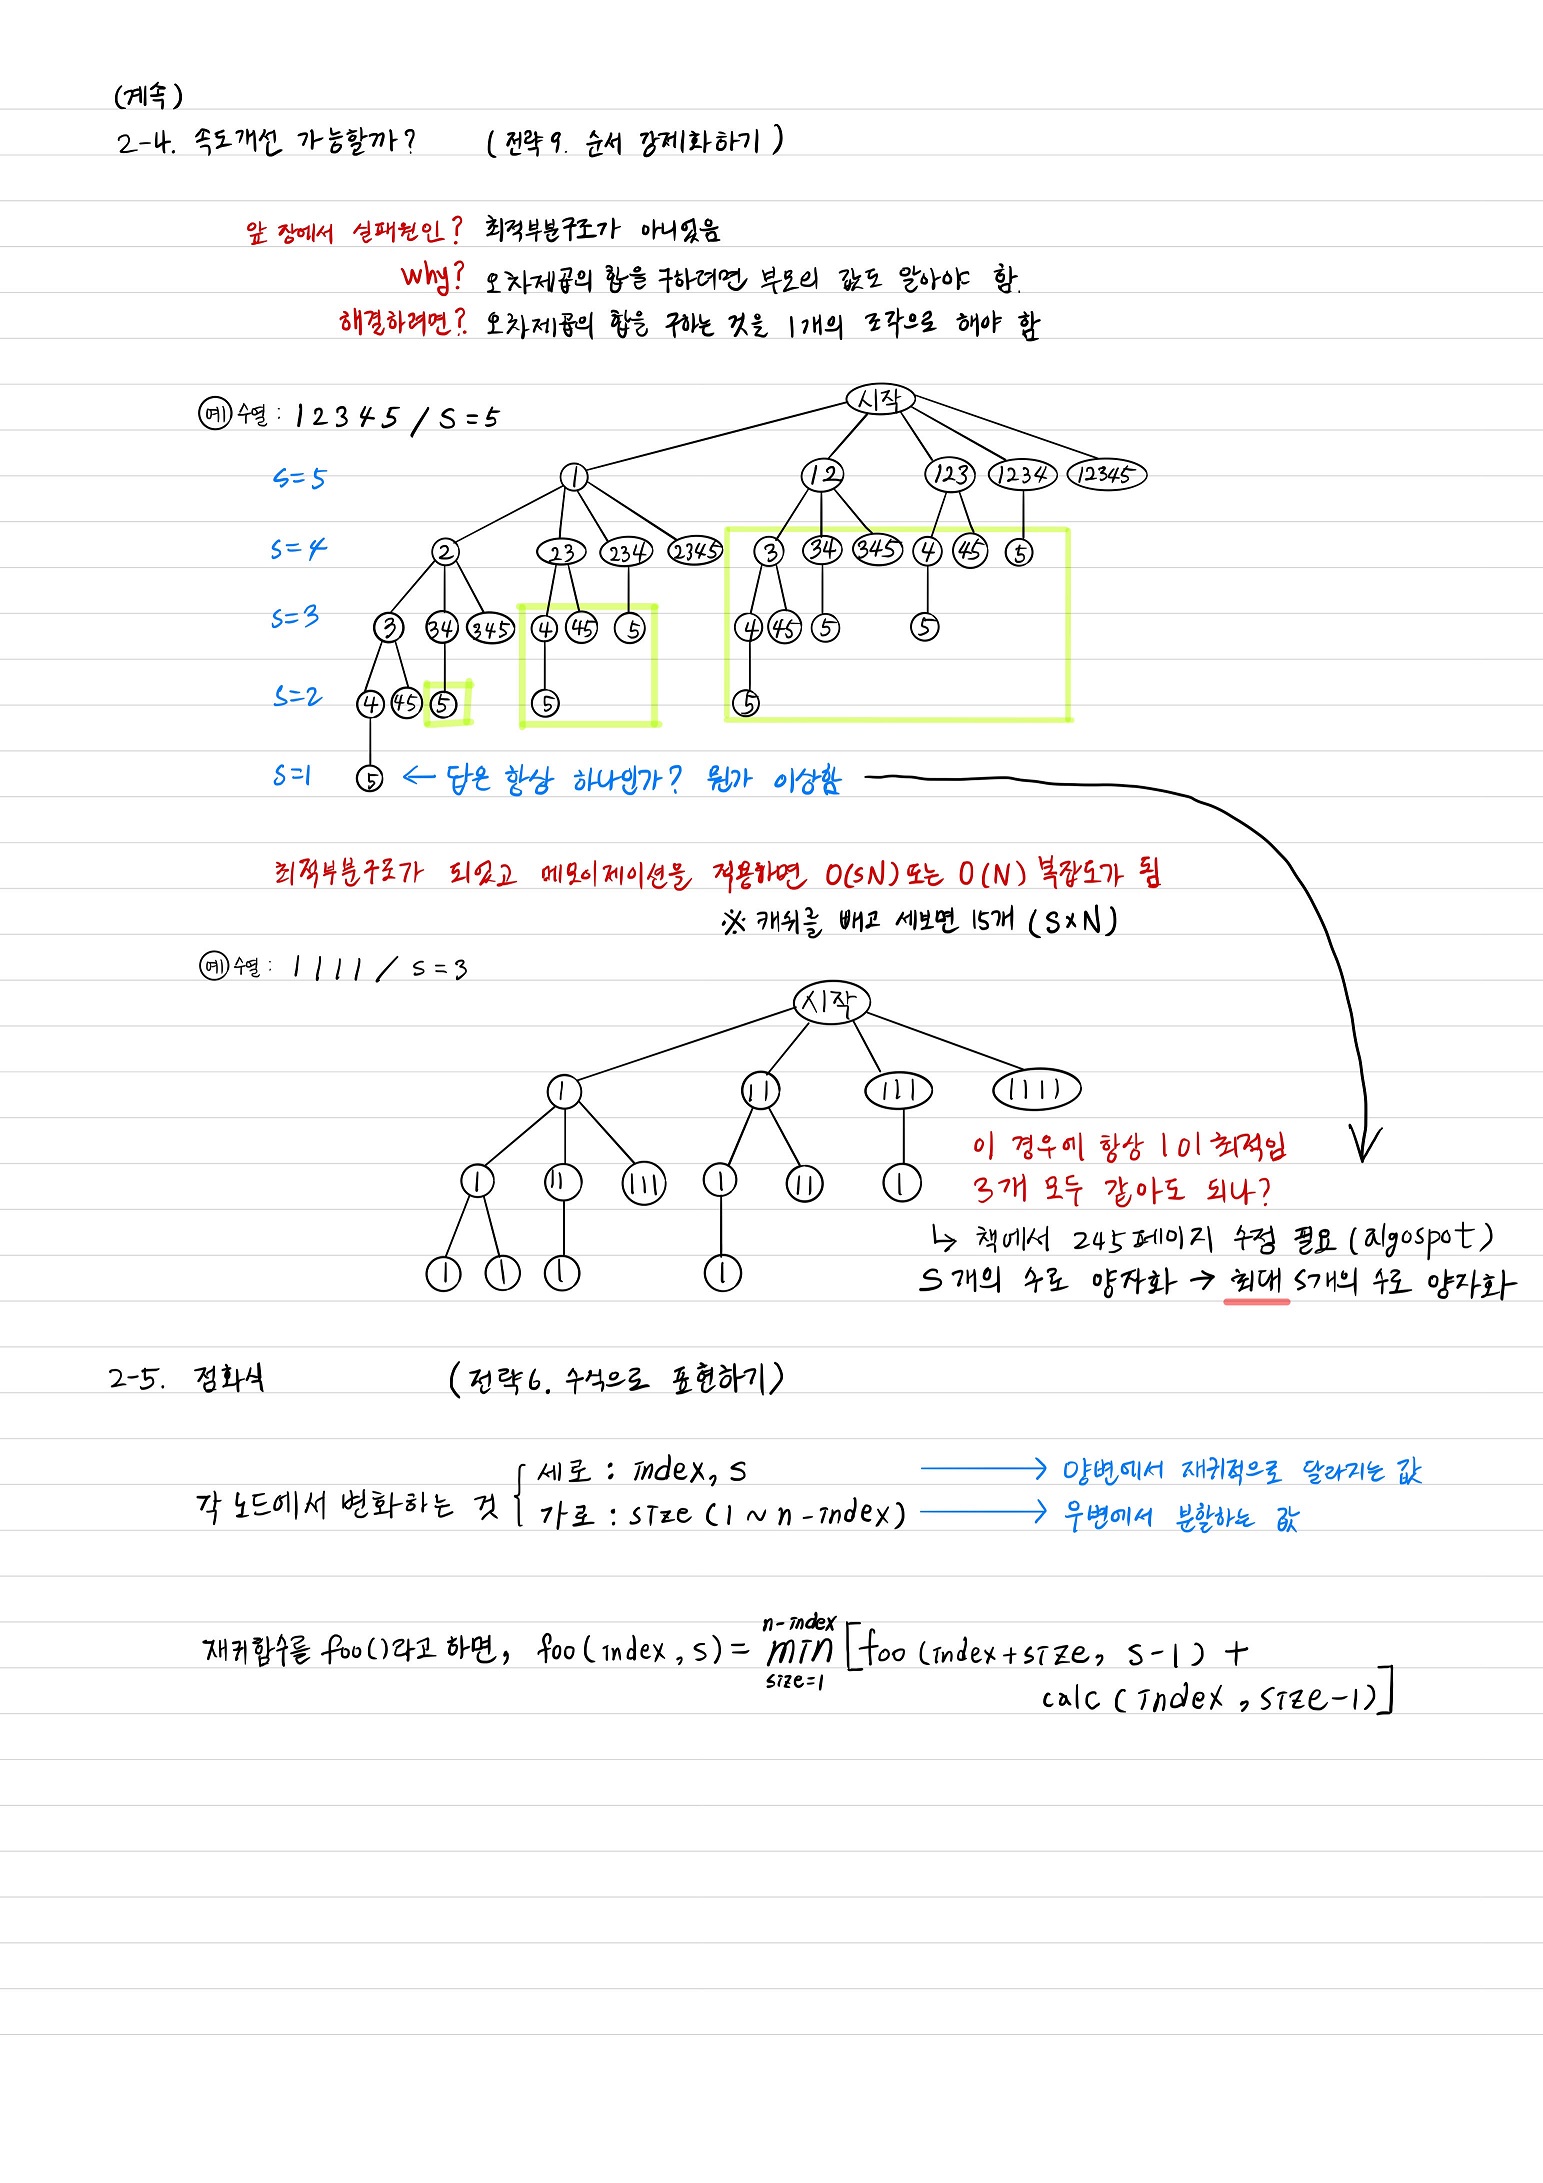 (계속)
2-4. 속도개선 가능할까? (전략 9. 순서 강제화하기)
앞 장에서 실패원인? 최적부분구조가 아니었음
Why? 오차제곱의 합을 구하려면 부모의 값도 알아야 함.
해결하려면? 오차제곱의 합을 구하는 것을 1개의 조각으로 해야 함
시작
예 수열: 1 2 3 4 5 / S=5
S=5 1 12 123 1234 12345
S=4 2 23 234 2345 3 34 345 4 45 5
S=3 3 34 345 4 45 5 4 45 5 5
S=2 4 45 5 5 5
S=1 5 ← 답은 항상 하나인가? 뭔가 이상함
최적부분구조가 되었고 메모이제이션을 적용하면 O(SN) 또는 O(N) 복잡도가 됨
※ 캐쉬를 빼고 세보면 15개 (S×N)
예 수열: 1 1 1 1 / S=3
시작
1 11 111 1111
이 경우에 항상 1이 최적임
1 11 111 1 11 1
3개 모두 같아도 되나?
↳ 책에서 245페이지 수정 필요 (algospot)
1 1 1 1
S개의 수로 양자화 → 최대 S개의 수로 양자화
2-5. 점화식 (전략 6. 수식으로 표현하기)
세로 : index, S → 양변에서 재귀적으로 달라지는 값
각 노드에서 변화하는 것
가로 : size (1 ~ n-index) → 우변에서 분할하는 값
n-index
재귀함수를 foo()라고 하면, foo(index, S) = min [foo (index+size, S-1) +
size=1
calc (index, size-1)]